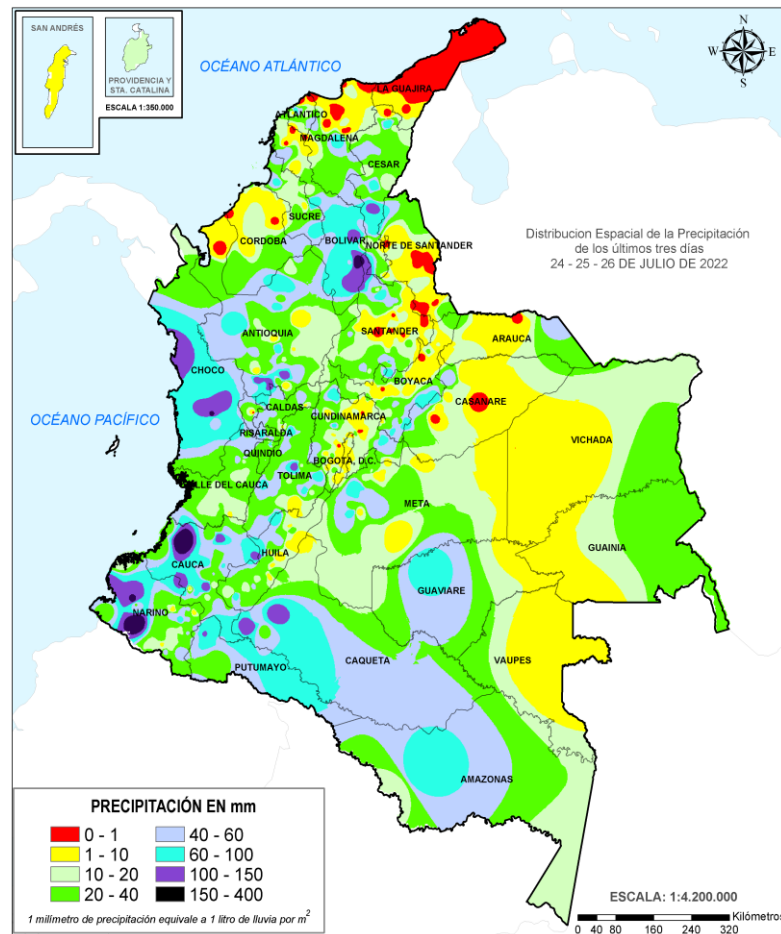 SAN ANDRÉS
PROVIDENCIA Y
STA. CATALINA
ESCALA 1:350.000
OCÉANO ATLÁNTICO
N
W
E
S
LA GUAJIRA
ATLANTICO
MAGDALENA
CESAR
SUCRE
CORDOBA
BOLIVAR
NORTE DE SANTANDER
Distribucion Espacial de la Precipitación
de los últimos tres días
24 - 25 - 26 DE JULIO DE 2022
ANTIOQUIA
SANTANDER
ARAUCA
CHOCO
BOYACA
CASANARE
CALDAS
CUNDINAMARCA
OCÉANO PACÍFICO
RISARALDA
VICHADA
QUINDIO
BOGOTA, D.C.
TOLIMA
VALLE DEL CAUCA
META
GUAINIA
CAUCA
HUILA
GUAVIARE
NARIÑO
CAQUETA
VAUPES
PUTUMAYO
AMAZONAS
PRECIPITACIÓN EN mm
0 - 1
40 - 60
1 - 10
60 - 100
10 - 20
100 - 150
20 - 40
150 - 400
1 milímetro de precipitación equivale a 1 litro de lluvia por m²
ESCALA: 1:4.200.000
Kilómetros
0 40 80 160 240 320